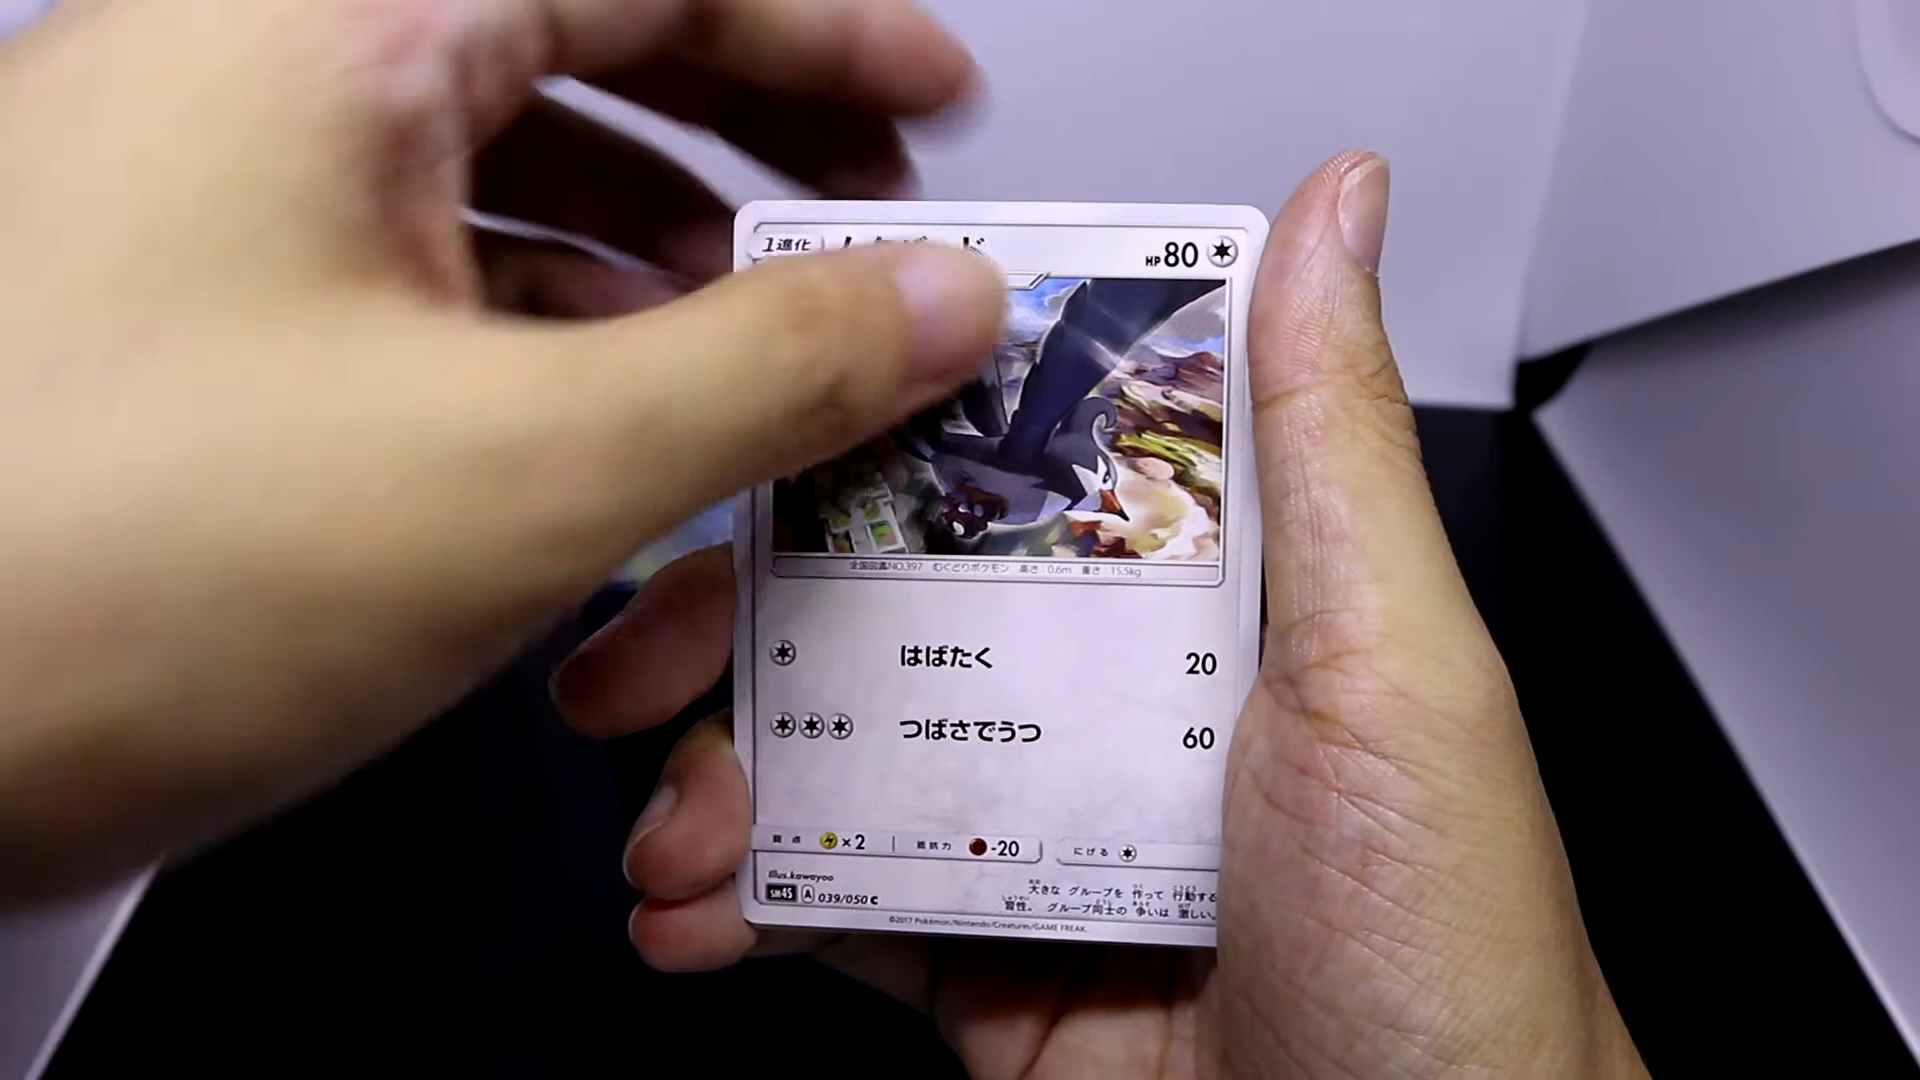 1進化
HP 80
全国図鑑NO.397 むくどりポケモン 高さ:0.6m 重さ:15.5kg
はばたく 20
つばさでうつ 60
弱点 ×2 抵抗力 -20 にげる
Illus.kawayoo
SM4S A 039/050 C
大きな グループを 作って 行動する
習性。 グループ同士の 争いは 激しい。
©2017 Pokémon/Nintendo/Creatures/GAME FREAK.